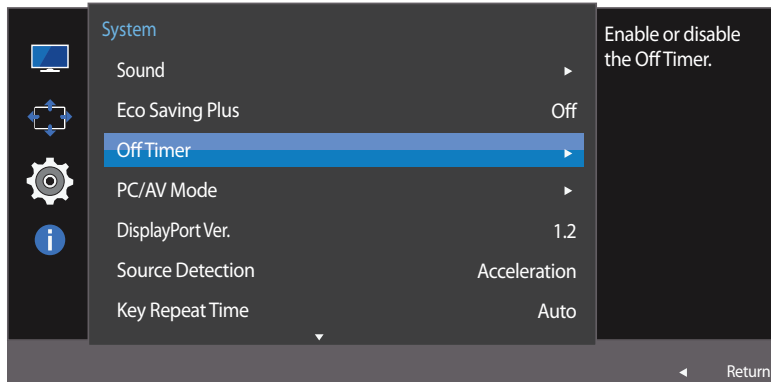 System
Enable or disable
the Off Timer.
Sound ►
Eco Saving Plus Off
Off Timer ►
PC/AV Mode ►
DisplayPort Ver. 1.2
Source Detection Acceleration
Key Repeat Time Auto
▼
◄ Return